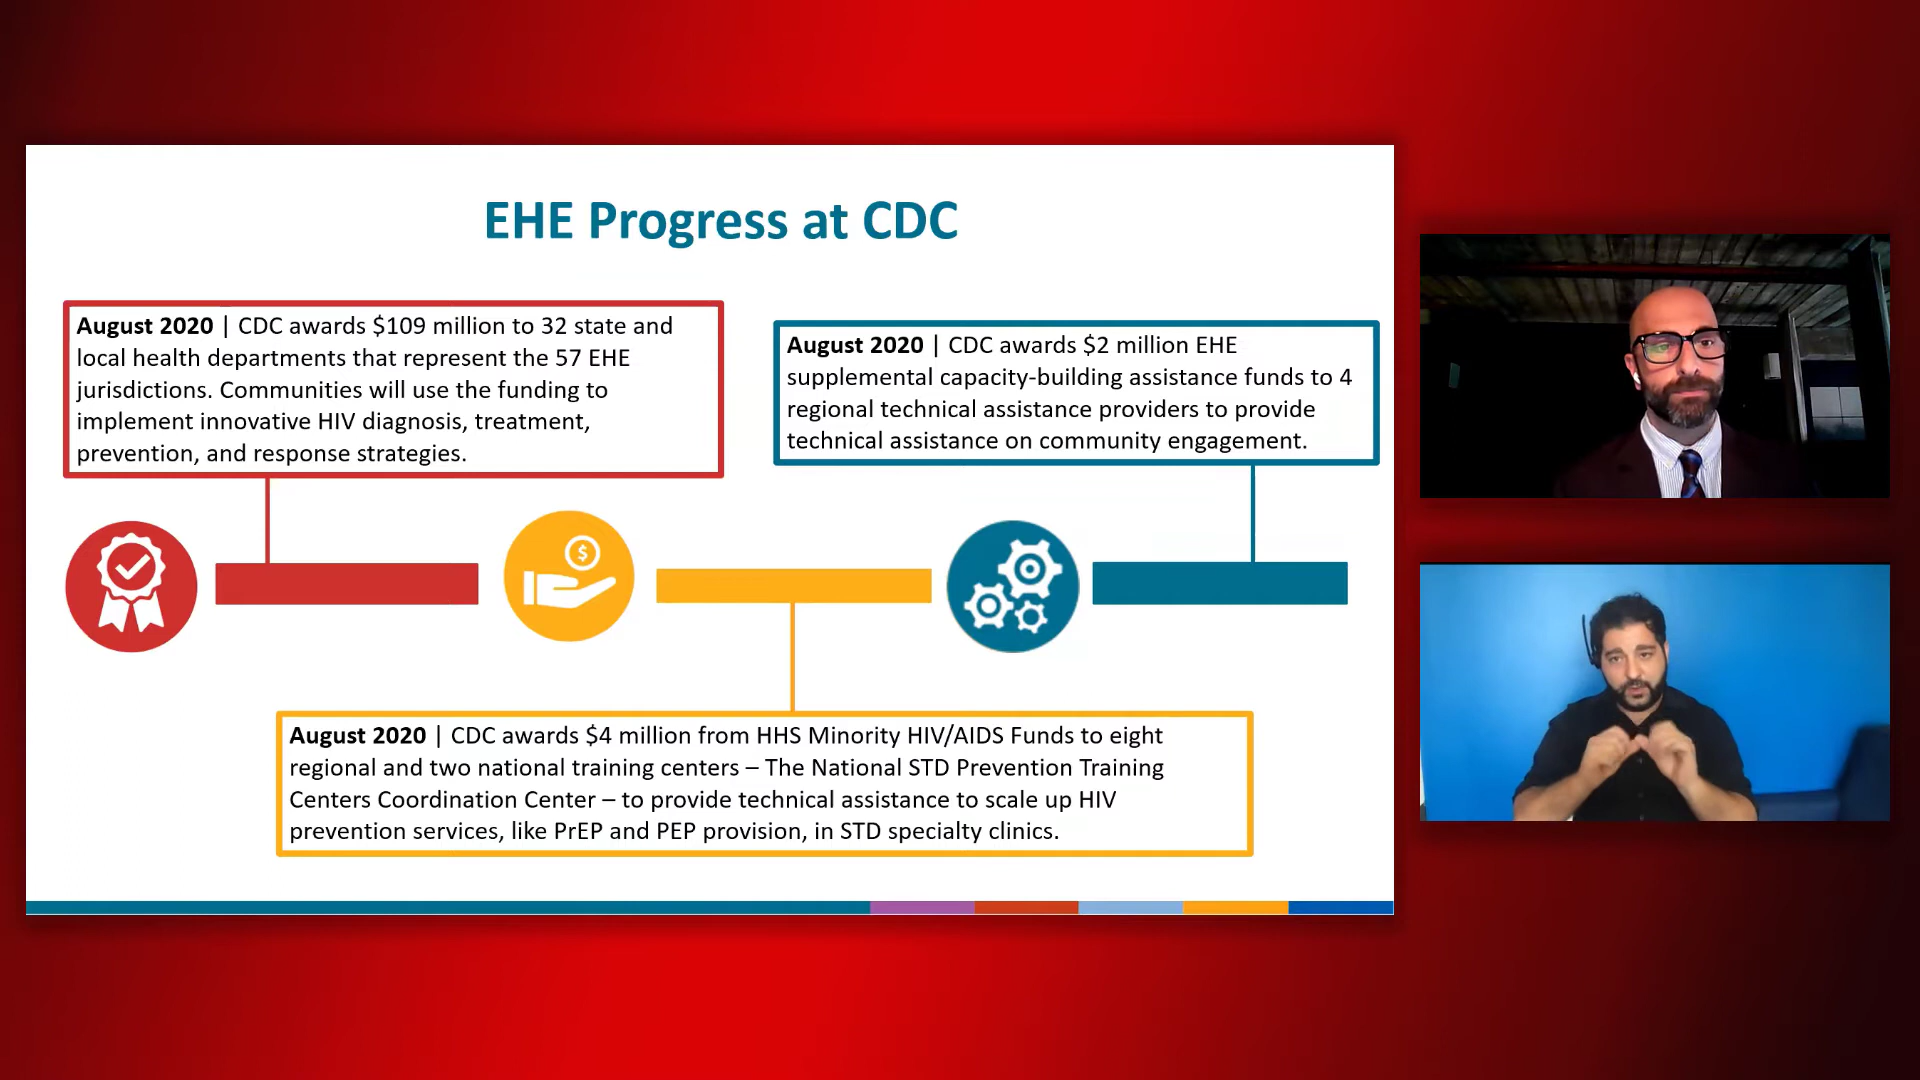 EHE Progress at CDC
August 2020 | CDC awards $109 million to 32 state and
local health departments that represent the 57 EHE
jurisdictions. Communities will use the funding to
implement innovative HIV diagnosis, treatment,
prevention, and response strategies.
August 2020 | CDC awards $2 million EHE
supplemental capacity-building assistance funds to 4
regional technical assistance providers to provide
technical assistance on community engagement.
$
August 2020 | CDC awards $4 million from HHS Minority HIV/AIDS Funds to eight
regional and two national training centers – The National STD Prevention Training
Centers Coordination Center – to provide technical assistance to scale up HIV
prevention services, like PrEP and PEP provision, in STD specialty clinics.